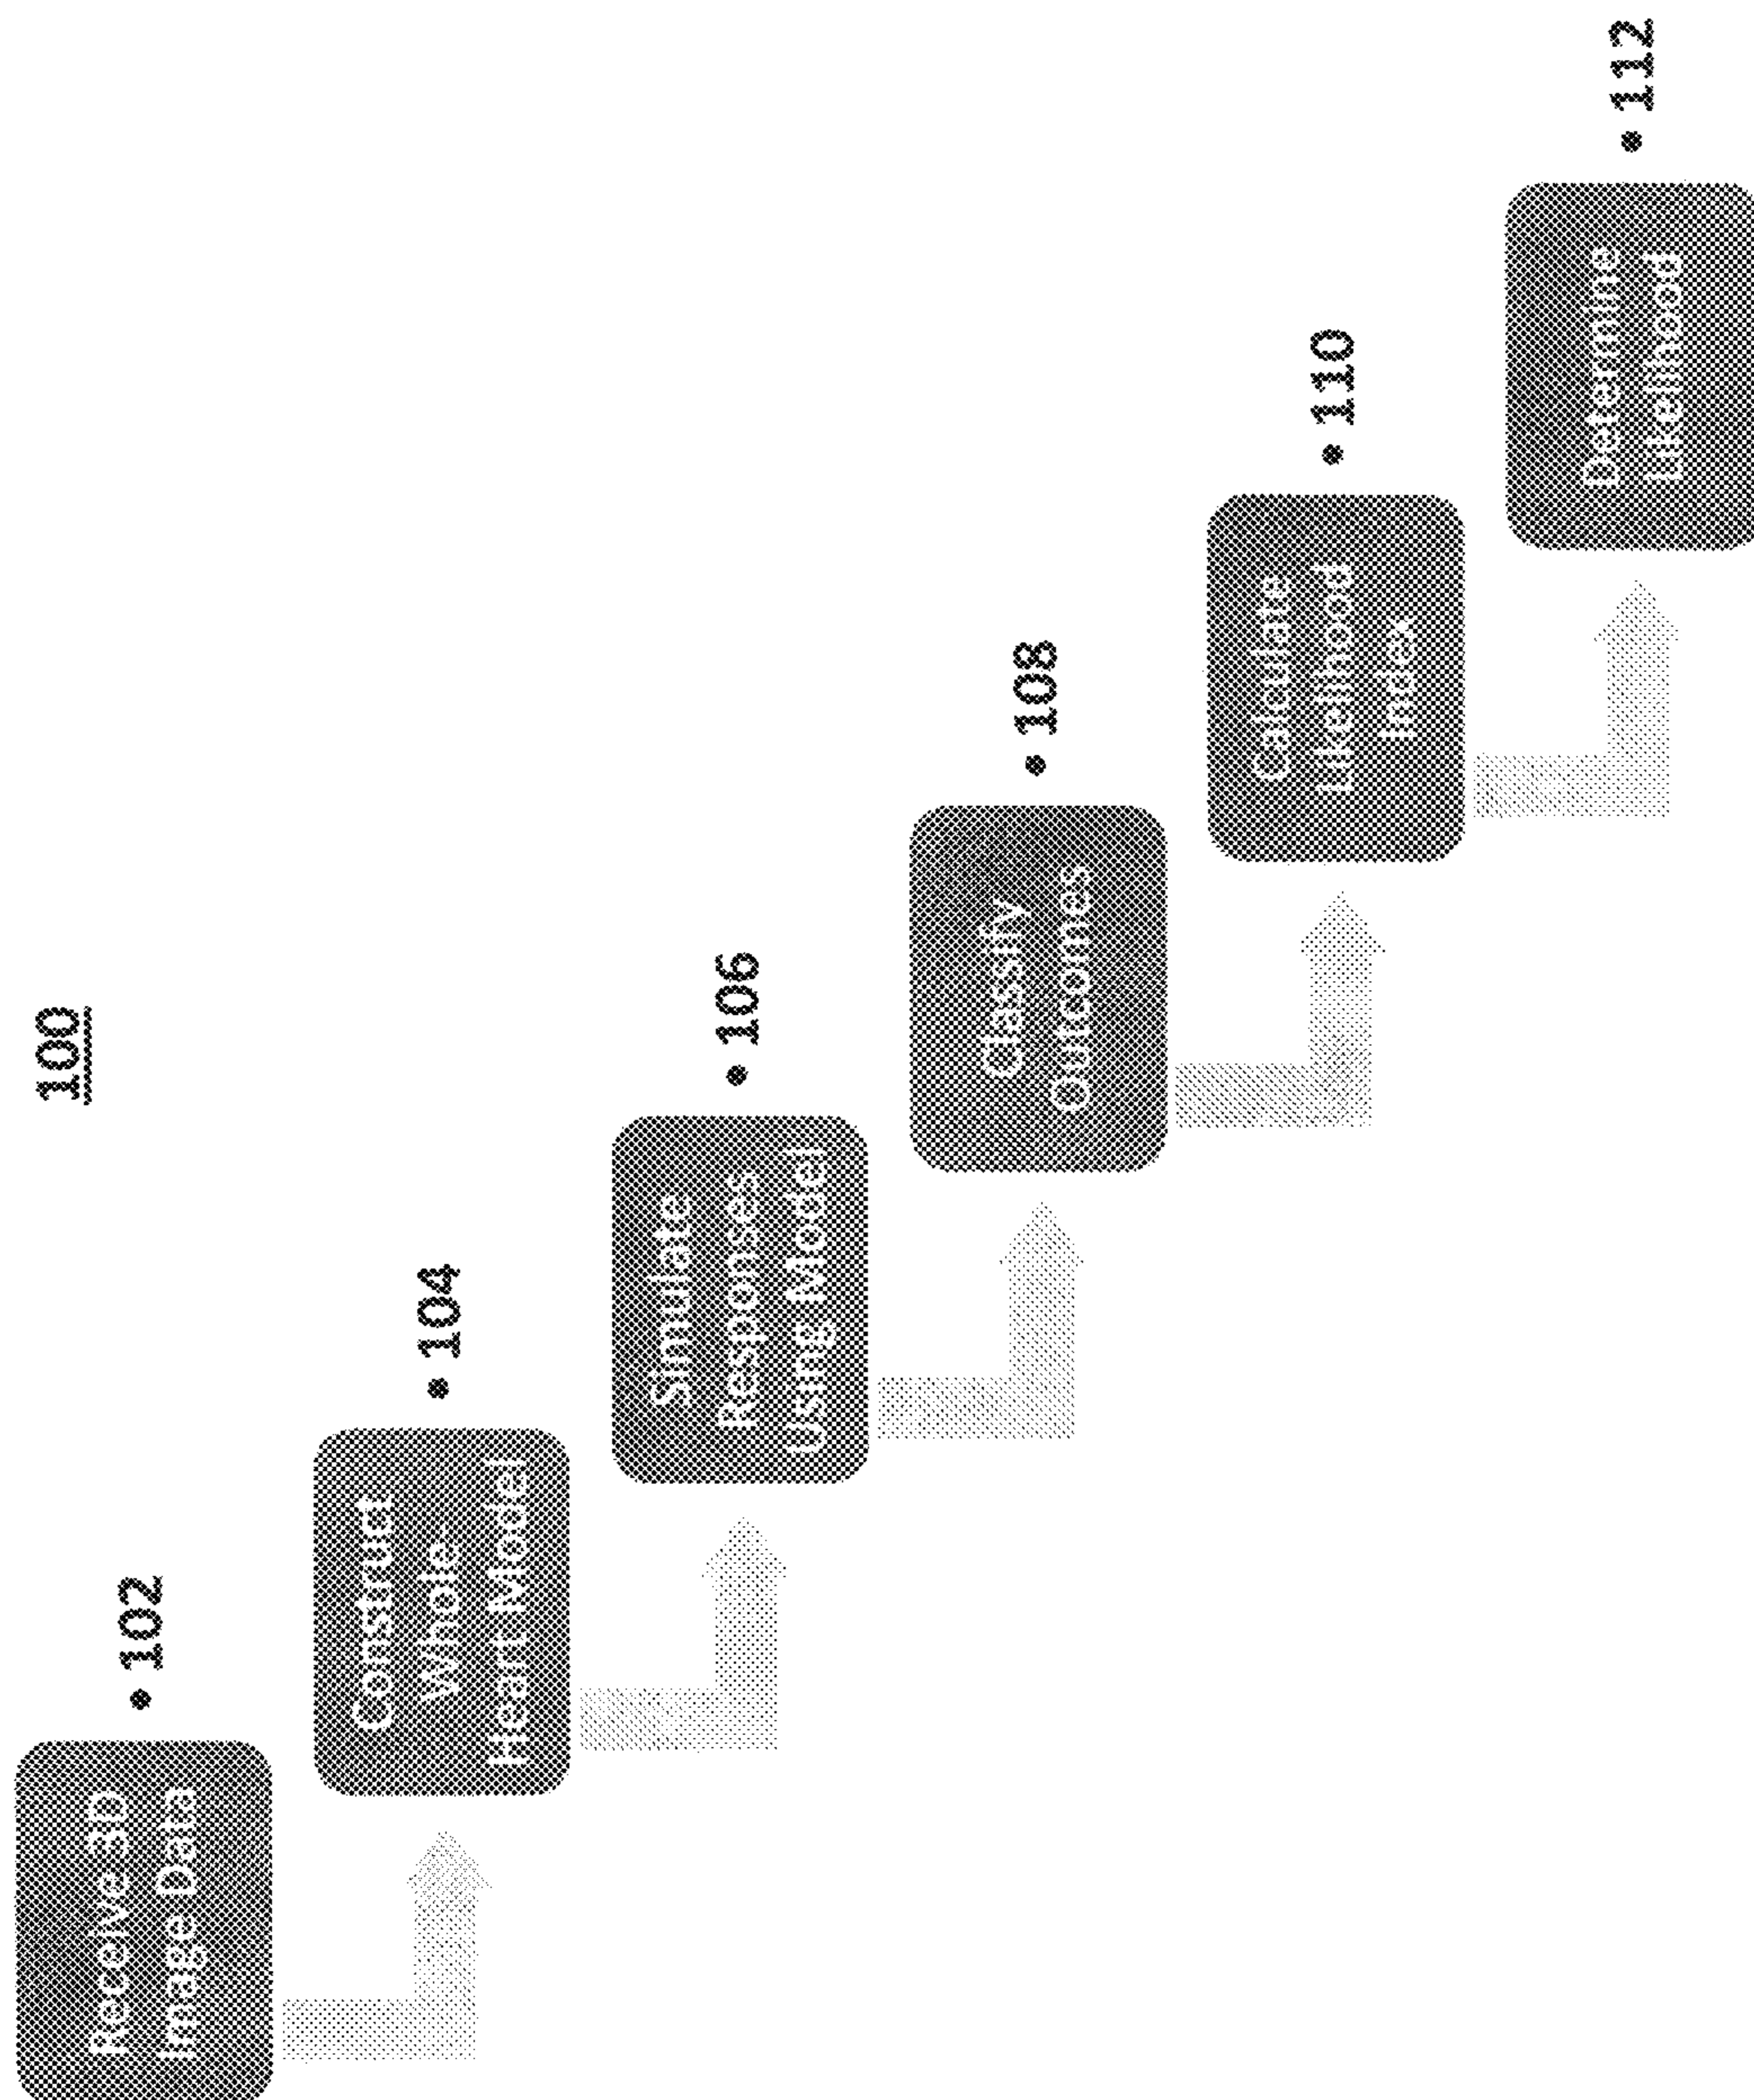 100
Receive 3D
Image Data
• 102
Construct
Whole-
Heart Model
• 104
Simulate
Responses
Using Model
• 106
Classify
Outcomes
• 108
Calculate
Likelihood
Index
• 110
Determine
Likelihood
• 112